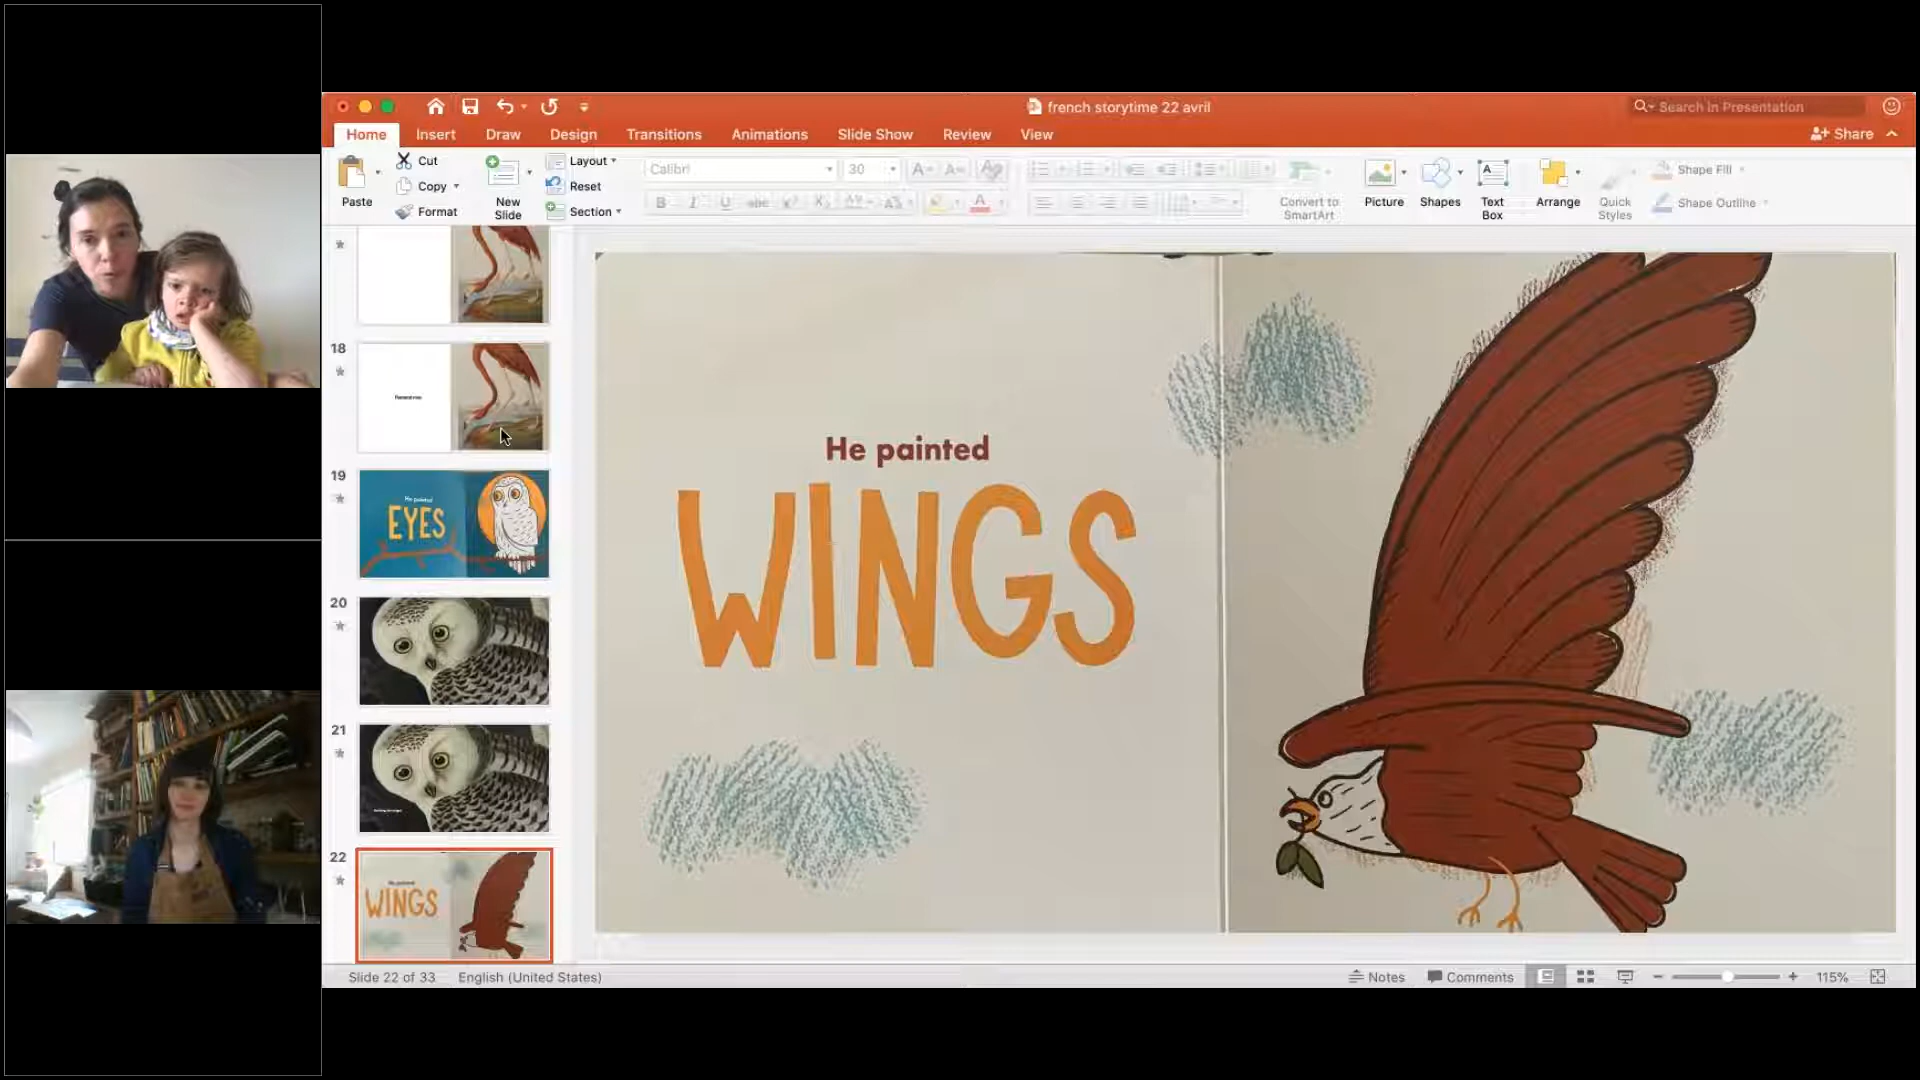 french storytime 22 avril
Search in Presentation
Home Insert Draw Design Transitions Animations Slide Show Review View
Share
Paste
Cut
Copy
Format
New
Slide
Layout
Reset
Section
Calibri 30
Convert to
SmartArt
Picture
Shapes
Text
Box
Arrange
Quick
Styles
Shape Fill
Shape Outline
18
19
He painted
EYES
20
21
22
He painted
WINGS
He painted
WINGS
Slide 22 of 33 English (United States)
Notes Comments 115%